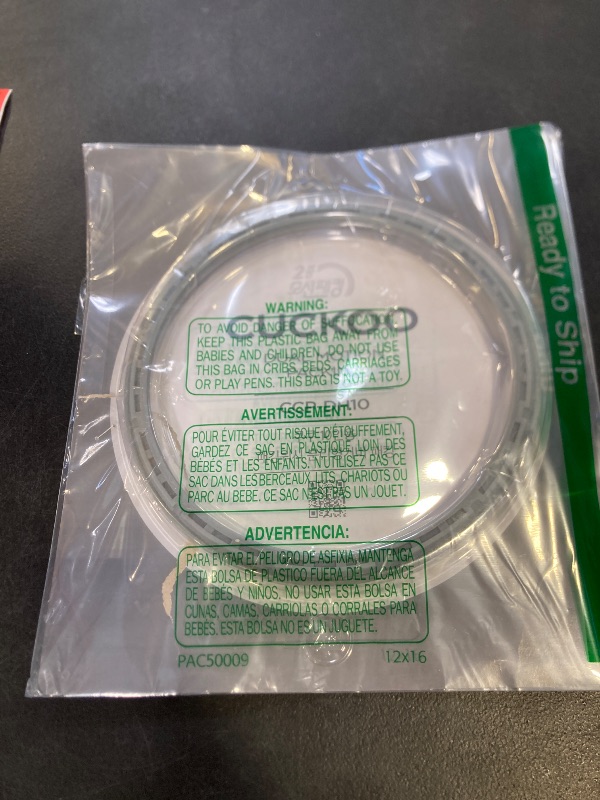 Ready to Ship
CUCKOO
WARNING:
TO AVOID DANGER OF SUFFOCATION,
KEEP THIS PLASTIC BAG AWAY FROM
BABIES AND CHILDREN. DO NOT USE
THIS BAG IN CRIBS, BEDS, CARRIAGES
OR PLAY PENS. THIS BAG IS NOT A TOY.
AVERTISSEMENT:
POUR ÉVITER TOUT RISQUE D'ÉTOUFFEMENT,
GARDEZ CE SAC EN PLASTIQUE LOIN DES
BÉBÉS ET LES ENFANTS. N'UTILISEZ PAS CE
SAC DANS LES BERCEAUX, LITS, CHARIOTS OU
PARC AU BÉBÉ. CE SAC N'EST PAS UN JOUET.
ADVERTENCIA:
PARA EVITAR EL PELIGRO DE ASFIXIA, MANTENGA
ESTA BOLSA DE PLASTICO FUERA DEL ALCANCE
DE BEBÉS Y NIÑOS. NO USAR ESTA BOLSA EN
CUNAS, CAMAS, CARRIOLAS O CORRALES PARA
BEBÉS. ESTA BOLSA NO ES UN JUGUETE.
PAC50009 12x16